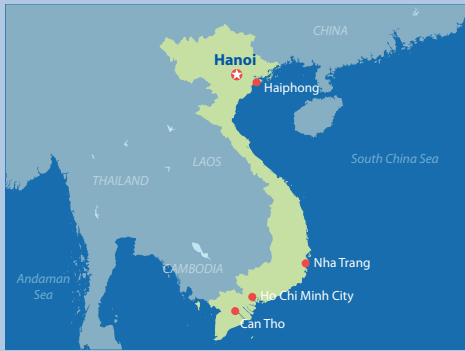 CHINA
Hanoi
Haiphong
LAOS
South China Sea
THAILAND
Nha Trang
CAMBODIA
Andaman
Sea
Ho Chi Minh City
Can Tho